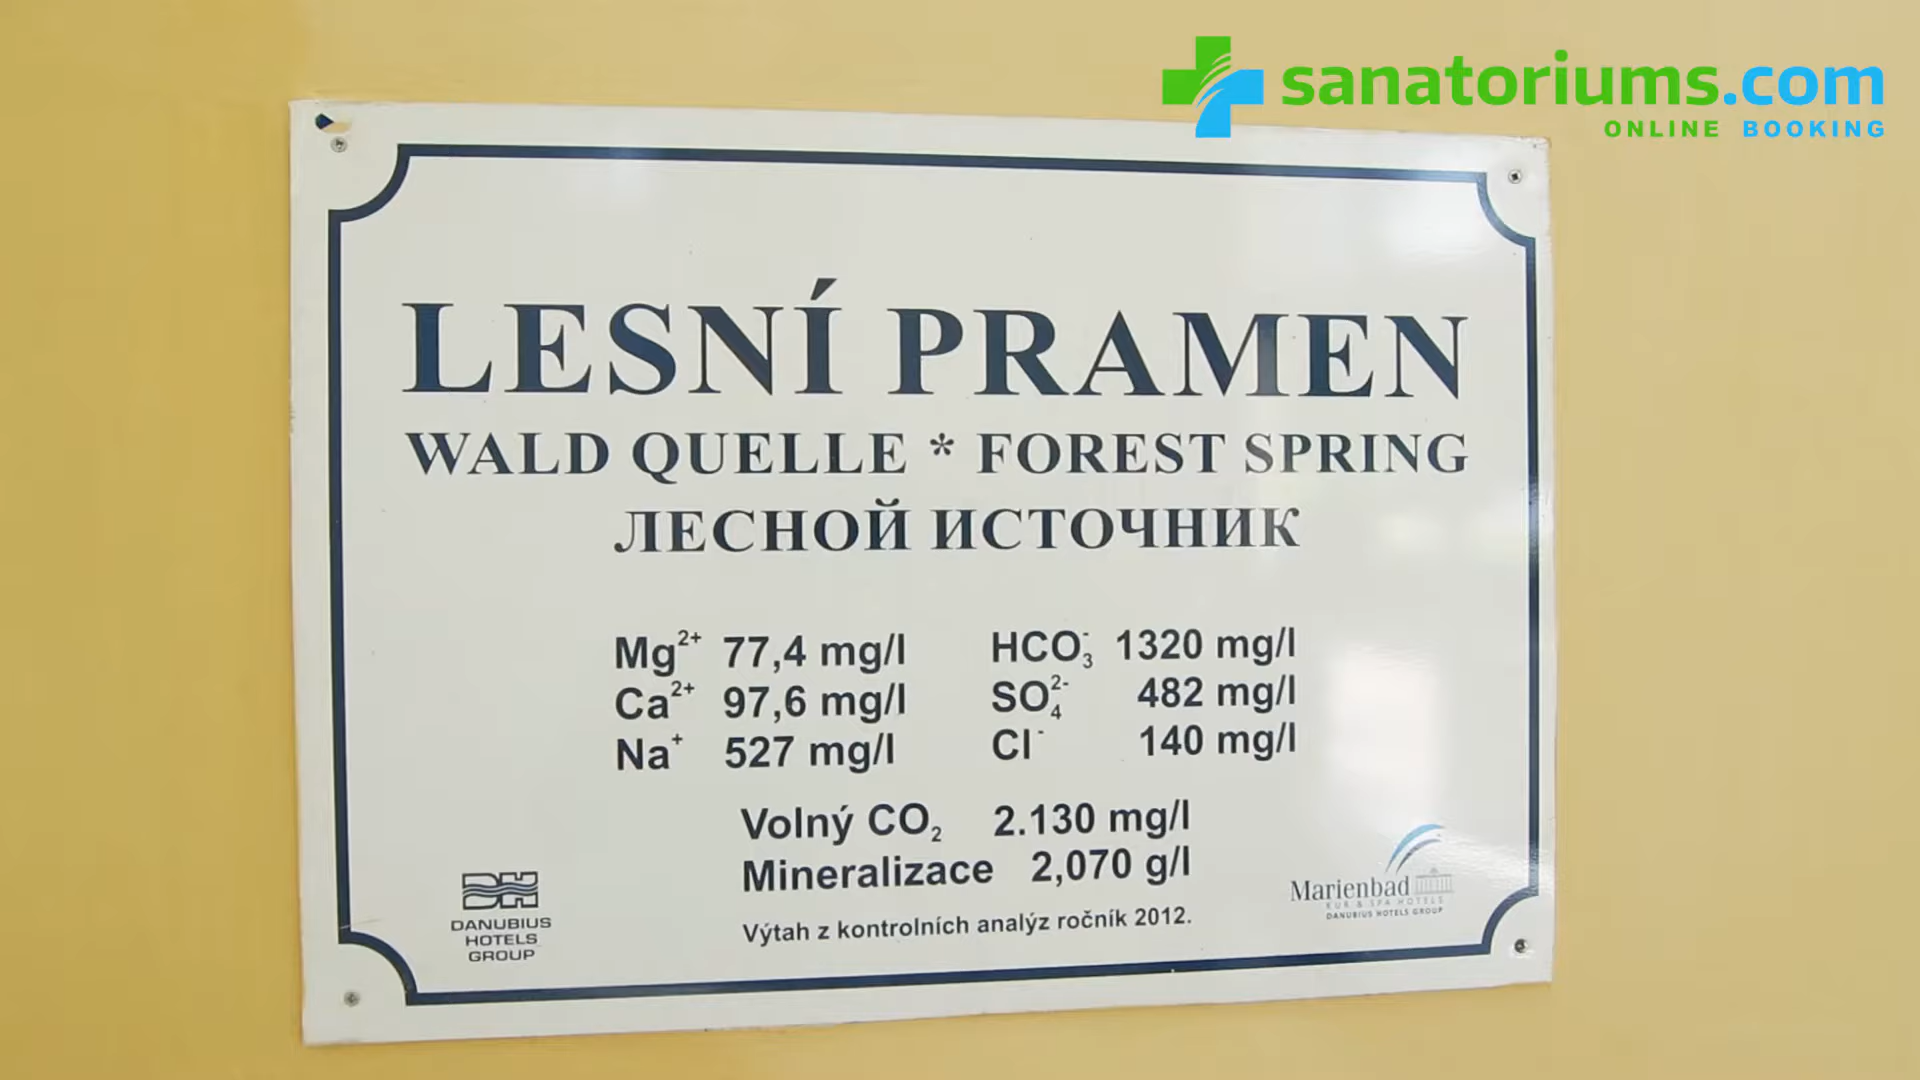 sanatoriums.com
ONLINE BOOKING
LESNÍ PRAMEN
WALD QUELLE * FOREST SPRING
ЛЕСНОЙ ИСТОЧНИК
Mg²⁺ 77,4 mg/l HCO₃⁻ 1320 mg/l
Ca²⁺ 97,6 mg/l SO₄²⁻ 482 mg/l
Na⁺ 527 mg/l Cl⁻ 140 mg/l
Volný CO₂ 2.130 mg/l
Mineralizace 2,070 g/l
Výtah z kontrolních analýz ročník 2012.
DH
DANUBIUS
HOTELS
GROUP
Marienbad
KUR & SPA HOTELS
DANUBIUS HOTELS GROUP